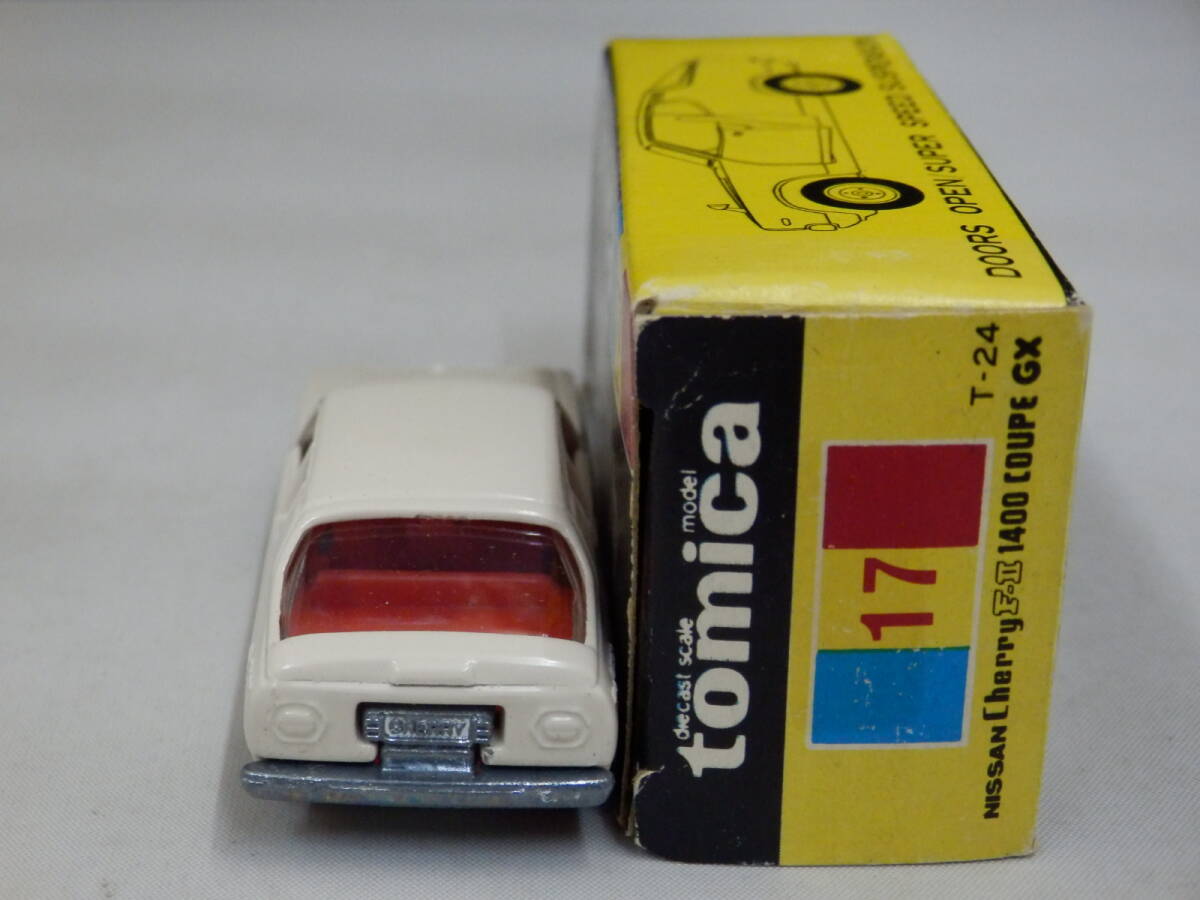 DOORS OPEN/SUPER SPEED SUSPENSION
diecast scale model
tomica
17
T-24
NISSAN Cherry F-II 1400 COUPE GX
CHERRY